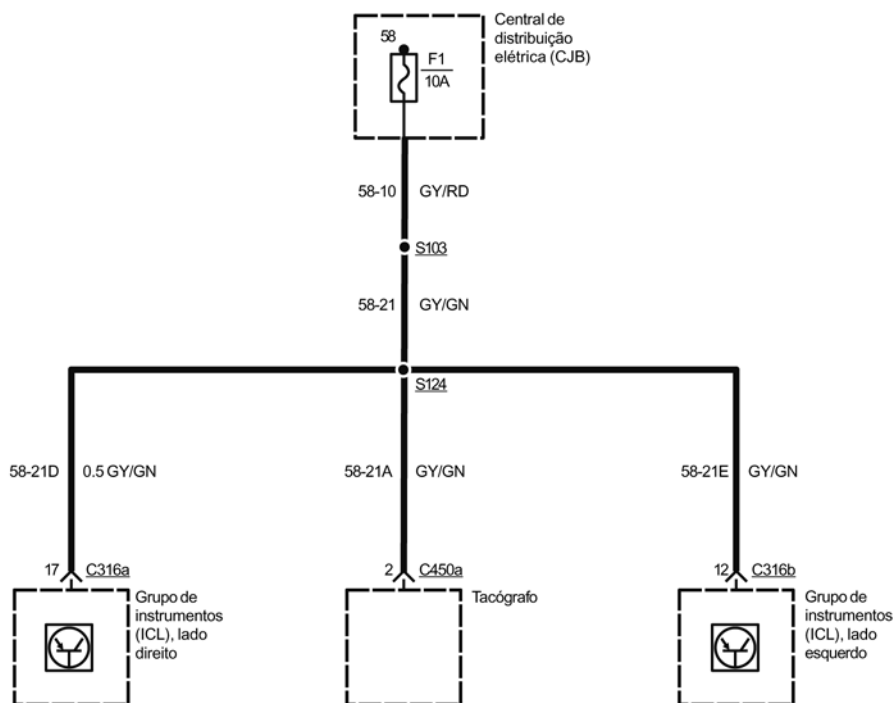 Central de
distribuição
elétrica (CJB)
58
F1
10A
58-10 GY/RD
S103
58-21 GY/GN
S124
58-21D 0.5 GY/GN
58-21A GY/GN
58-21E GY/GN
17 C316a
2 C450a
12 C316b
Grupo de
instrumentos
(ICL), lado
direito
Tacógrafo
Grupo de
instrumentos
(ICL), lado
esquerdo